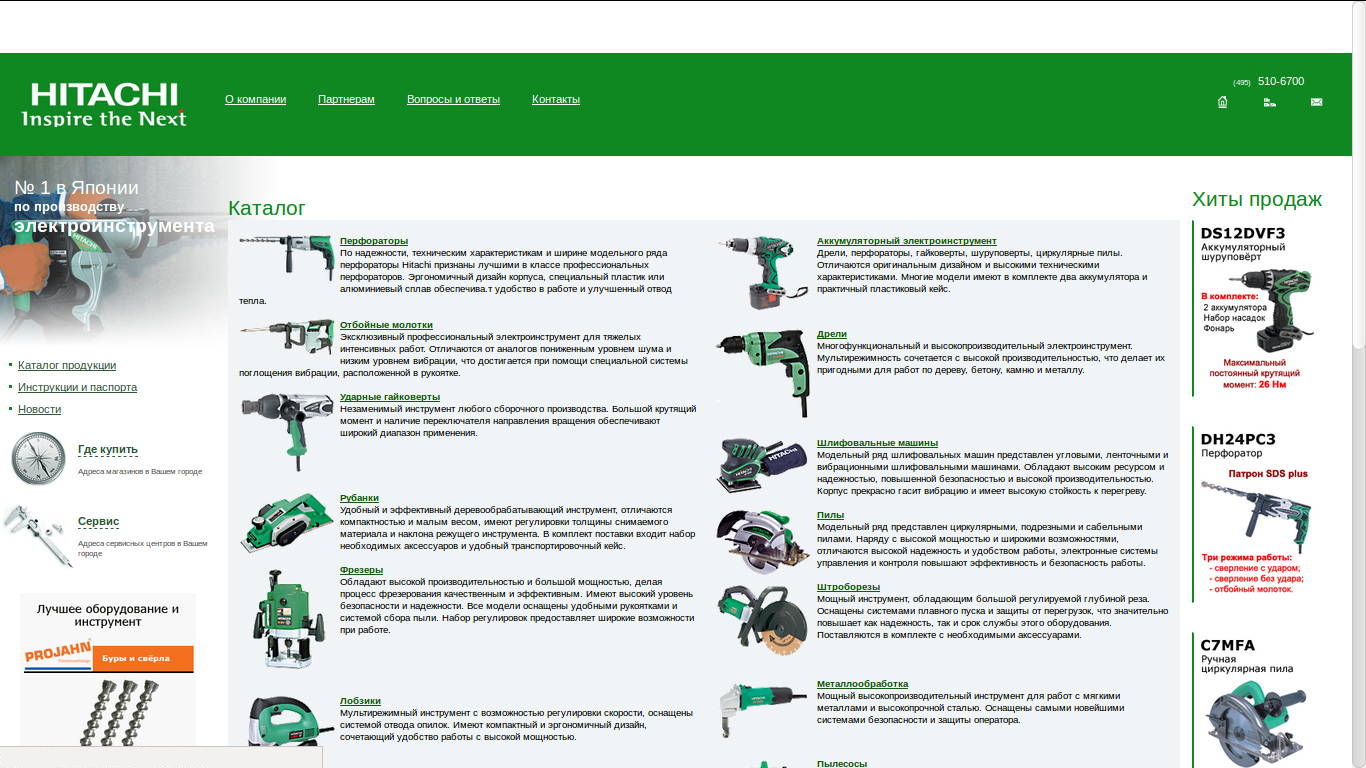 HITACHI
Inspire the Next
О компании
Партнерам
Вопросы и ответы
Контакты
(495) 510-6700
№ 1 в Японии
по производству
электроинструмента
Каталог продукции
Инструкции и паспорта
Новости
Где купить
Адреса магазинов в Вашем городе
Сервис
Адреса сервисных центров в Вашем
городе
Лучшее оборудование и
инструмент
PROJAHN
Буры и свёрла
Каталог
Перфораторы
По надежности, техническим характеристикам и ширине модельного ряда
перфораторы Hitachi признаны лучшими в классе профессиональных
перфораторов. Эргономичный дизайн корпуса, специальный пластик или
алюминиевый сплав обеспечива.т удобство в работе и улучшенный отвод
тепла.
Отбойные молотки
Эксклюзивный профессиональный электроинструмент для тяжелых
интенсивных работ. Отличаются от аналогов пониженным уровнем шума и
низким уровнем вибрации, что достигается при помощи специальной системы
поглощения вибрации, расположенной в рукоятке.
Ударные гайковерты
Незаменимый инструмент любого сборочного производства. Большой крутящий
момент и наличие переключателя направления вращения обеспечивают
широкий диапазон применения.
Рубанки
Удобный и эффективный деревообрабатывающий инструмент, отличаются
компактностью и малым весом, имеют регулировки толщины снимаемого
материала и наклона режущего инструмента. В комплект поставки входит набор
необходимых аксессуаров и удобный транспортировочный кейс.
Фрезеры
Обладают высокой производительностью и большой мощностью, делая
процесс фрезерования качественным и эффективным. Имеют высокий уровень
безопасности и надежности. Все модели оснащены удобными рукоятками и
системой сбора пыли. Набор регулировок предоставляет широкие возможности
при работе.
Лобзики
Мультирежимный инструмент с возможностью регулировки скорости, оснащены
системой отвода опилок. Имеют компактный и эргономичный дизайн,
сочетающий удобство работы с высокой мощностью.
Аккумуляторный электроинструмент
Дрели, перфораторы, гайковерты, шуруповерты, циркулярные пилы.
Отличаются оригинальным дизайном и высокими техническими
характеристиками. Многие модели имеют в комплекте два аккумулятора и
практичный пластиковый кейс.
Дрели
Многофункциональный и высокопроизводительный электроинструмент.
Мультирежимность сочетается с высокой производительностью, что делает их
пригодными для работ по дереву, бетону, камню и металлу.
Шлифовальные машины
Модельный ряд шлифовальных машин представлен угловыми, ленточными и
вибрационными шлифовальными машинами. Обладают высоким ресурсом и
надежностью, повышенной безопасностью и высокой производительностью.
Корпус прекрасно гасит вибрацию и имеет высокую стойкость к перегреву.
Пилы
Модельный ряд представлен циркулярными, подрезными и сабельными
пилами. Наряду с высокой мощностью и широкими возможностями,
отличаются высокой надежность и удобством работы, электронные системы
управления и контроля повышают эффективность и безопасность работы.
Штроборезы
Мощный инструмент, обладающим большой регулируемой глубиной реза.
Оснащены системами плавного пуска и защиты от перегрузок, что значительно
повышает как надежность, так и срок службы этого оборудования.
Поставляются в комплекте с необходимыми аксессуарами.
Металлообработка
Мощный высокопроизводительный инструмент для работ с мягкими
металлами и высокопрочной сталью. Оснащены самыми новейшими
системами безопасности и защиты оператора.
Пылесосы
Хиты продаж
DS12DVF3
Аккумуляторный
шуруповёрт
В комплекте:
2 аккумулятора
Набор насадок
Фонарь
Максимальный
постоянный крутящий
момент: 26 Нм
DH24PC3
Перфоратор
Патрон SDS plus
Три режима работы:
- сверление с ударом;
- сверление без удара;
- отбойный молоток.
C7MFA
Ручная
циркулярная пила